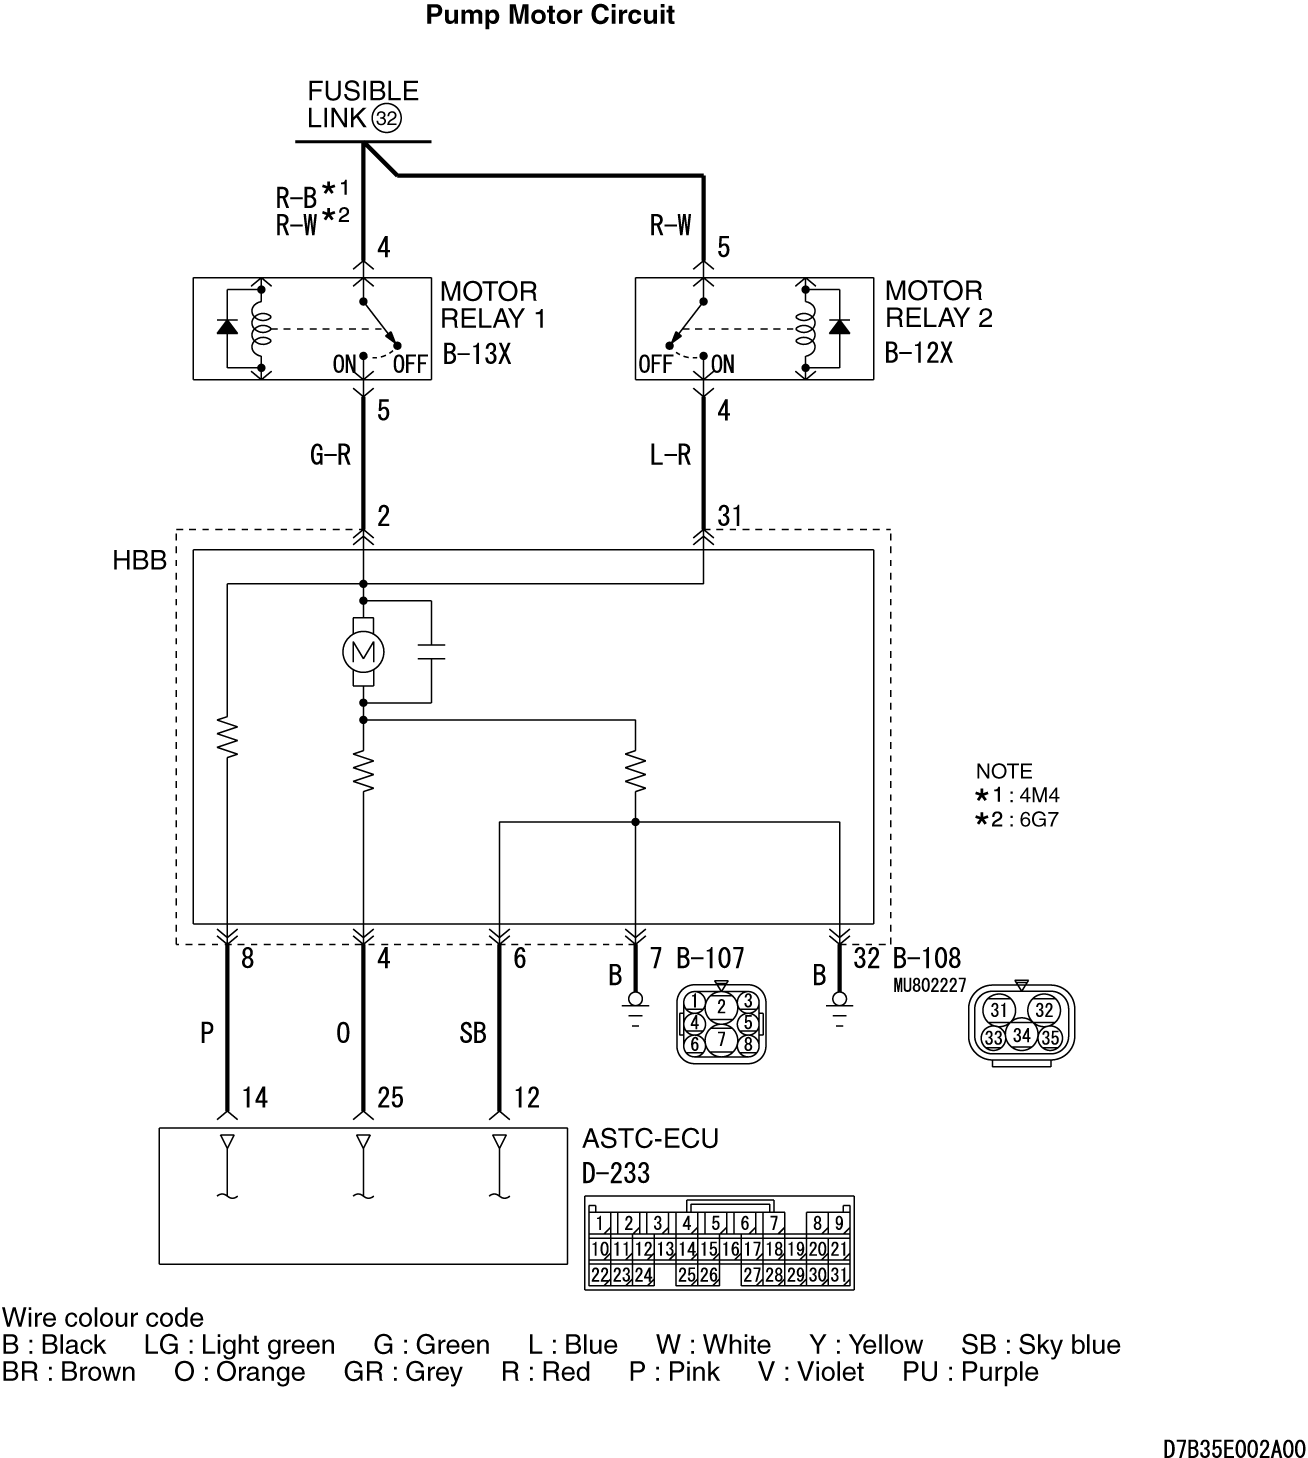 Pump Motor Circuit
FUSIBLE
LINK 32
R-B *1
R-W *2
R-W
4
5
MOTOR
RELAY 1
B-13X
ON
OFF
MOTOR
RELAY 2
B-12X
OFF
ON
5
4
G-R
L-R
2
31
HBB
M
NOTE
*1 : 4M4
*2 : 6G7
8
4
6
7
B-107
32
B-108
MU802227
B
B
1 2 3
4 5
6 7 8
31 32
33 34 35
P
O
SB
14
25
12
ASTC-ECU
D-233
1 2 3 4 5 6 7 8 9
10 11 12 13 14 15 16 17 18 19 20 21
22 23 24 25 26 27 28 29 30 31
Wire colour code
B : Black LG : Light green G : Green L : Blue W : White Y : Yellow SB : Sky blue
BR : Brown O : Orange GR : Grey R : Red P : Pink V : Violet PU : Purple
D7B35E002A00